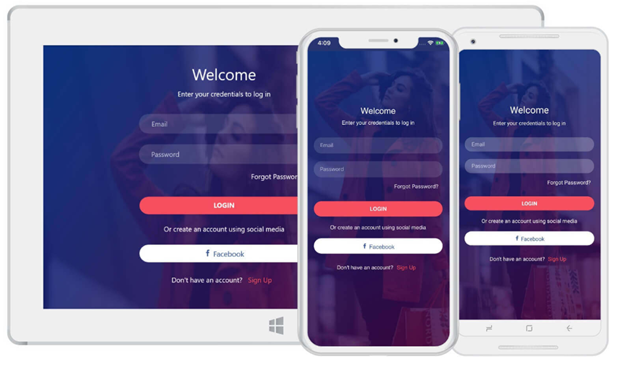 Welcome
Enter your credentials to log in
Email
Password
Forgot Passwor
LOGIN
Or create an account using social media
f Facebook
Don't have an account? Sign Up
4:09
Welcome
Enter your credentials to log in
Email
Password
Forgot Password?
LOGIN
Or create an account using social media
f Facebook
Don't have an account? Sign Up
Welcome
Enter your credentials to log in
Email
Password
Forgot Password?
LOGIN
Or create an account using social media
f Facebook
Don't have an account? Sign Up